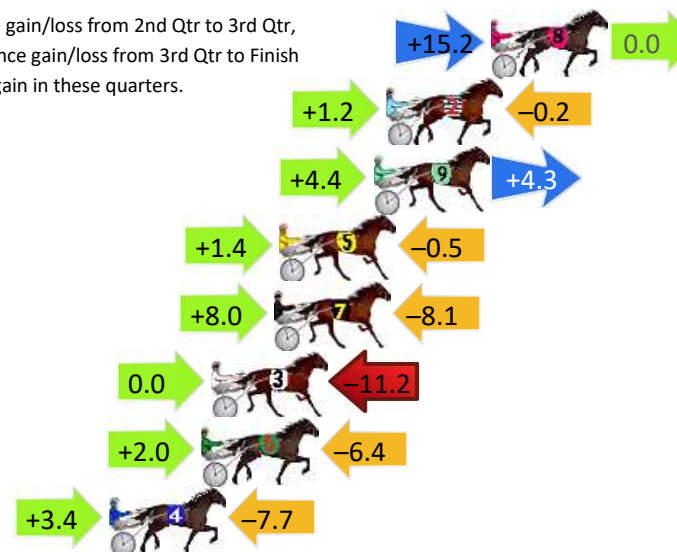 gain/loss from 2nd Qtr to 3rd Qtr,
nce gain/loss from 3rd Qtr to Finish
gain in these quarters.
+15.2 8 0.0
+1.2 2 –0.2
+4.4 9 +4.3
+1.4 5 –0.5
+8.0 7 –8.1
0.0 3 –11.2
+2.0 –6.4
+3.4 4 –7.7